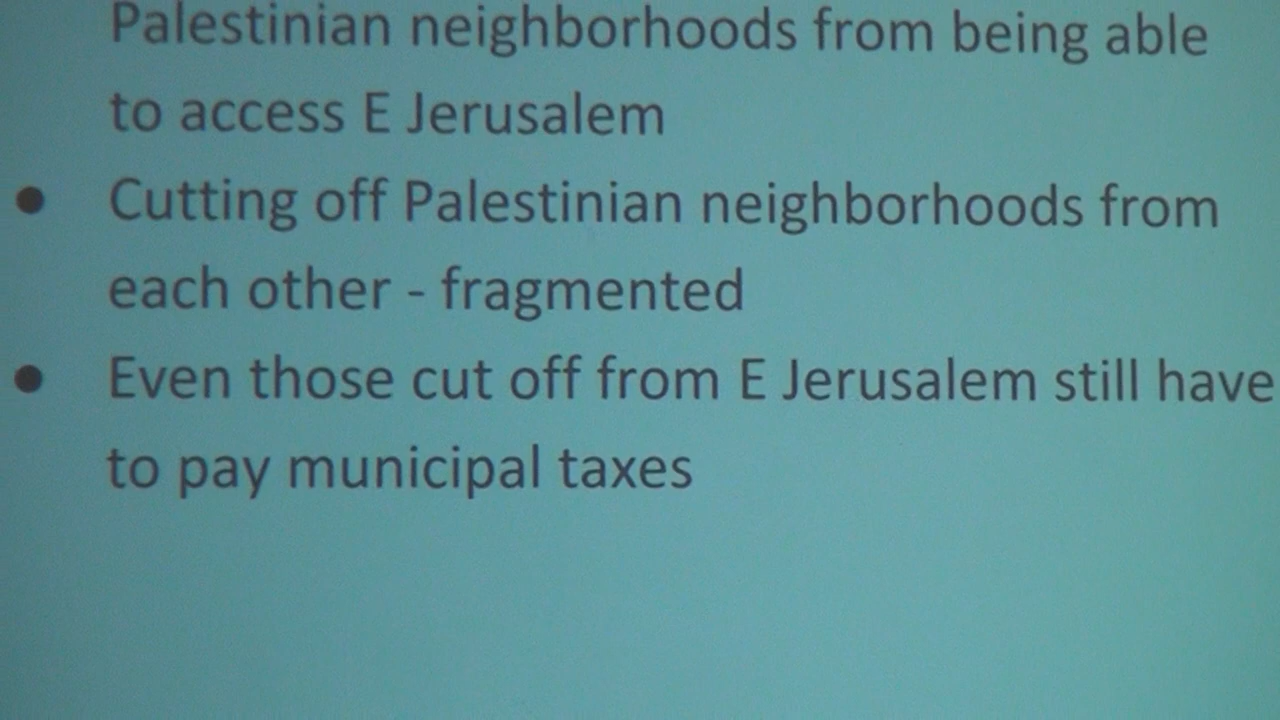 Palestinian neighborhoods from being able
to access E Jerusalem
● Cutting off Palestinian neighborhoods from
each other - fragmented
● Even those cut off from E Jerusalem still have
to pay municipal taxes